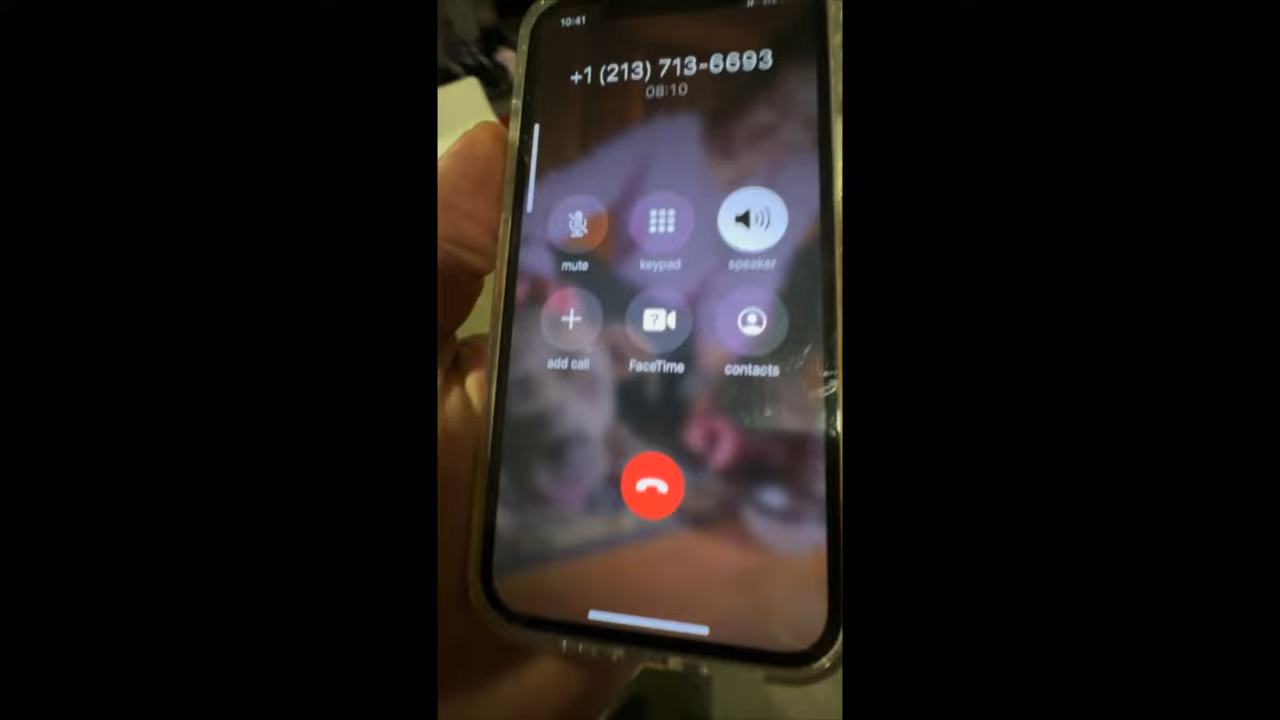 10:41
+1 (213) 713-6693
08:10
mute
keypad
speaker
add call
FaceTime
contacts